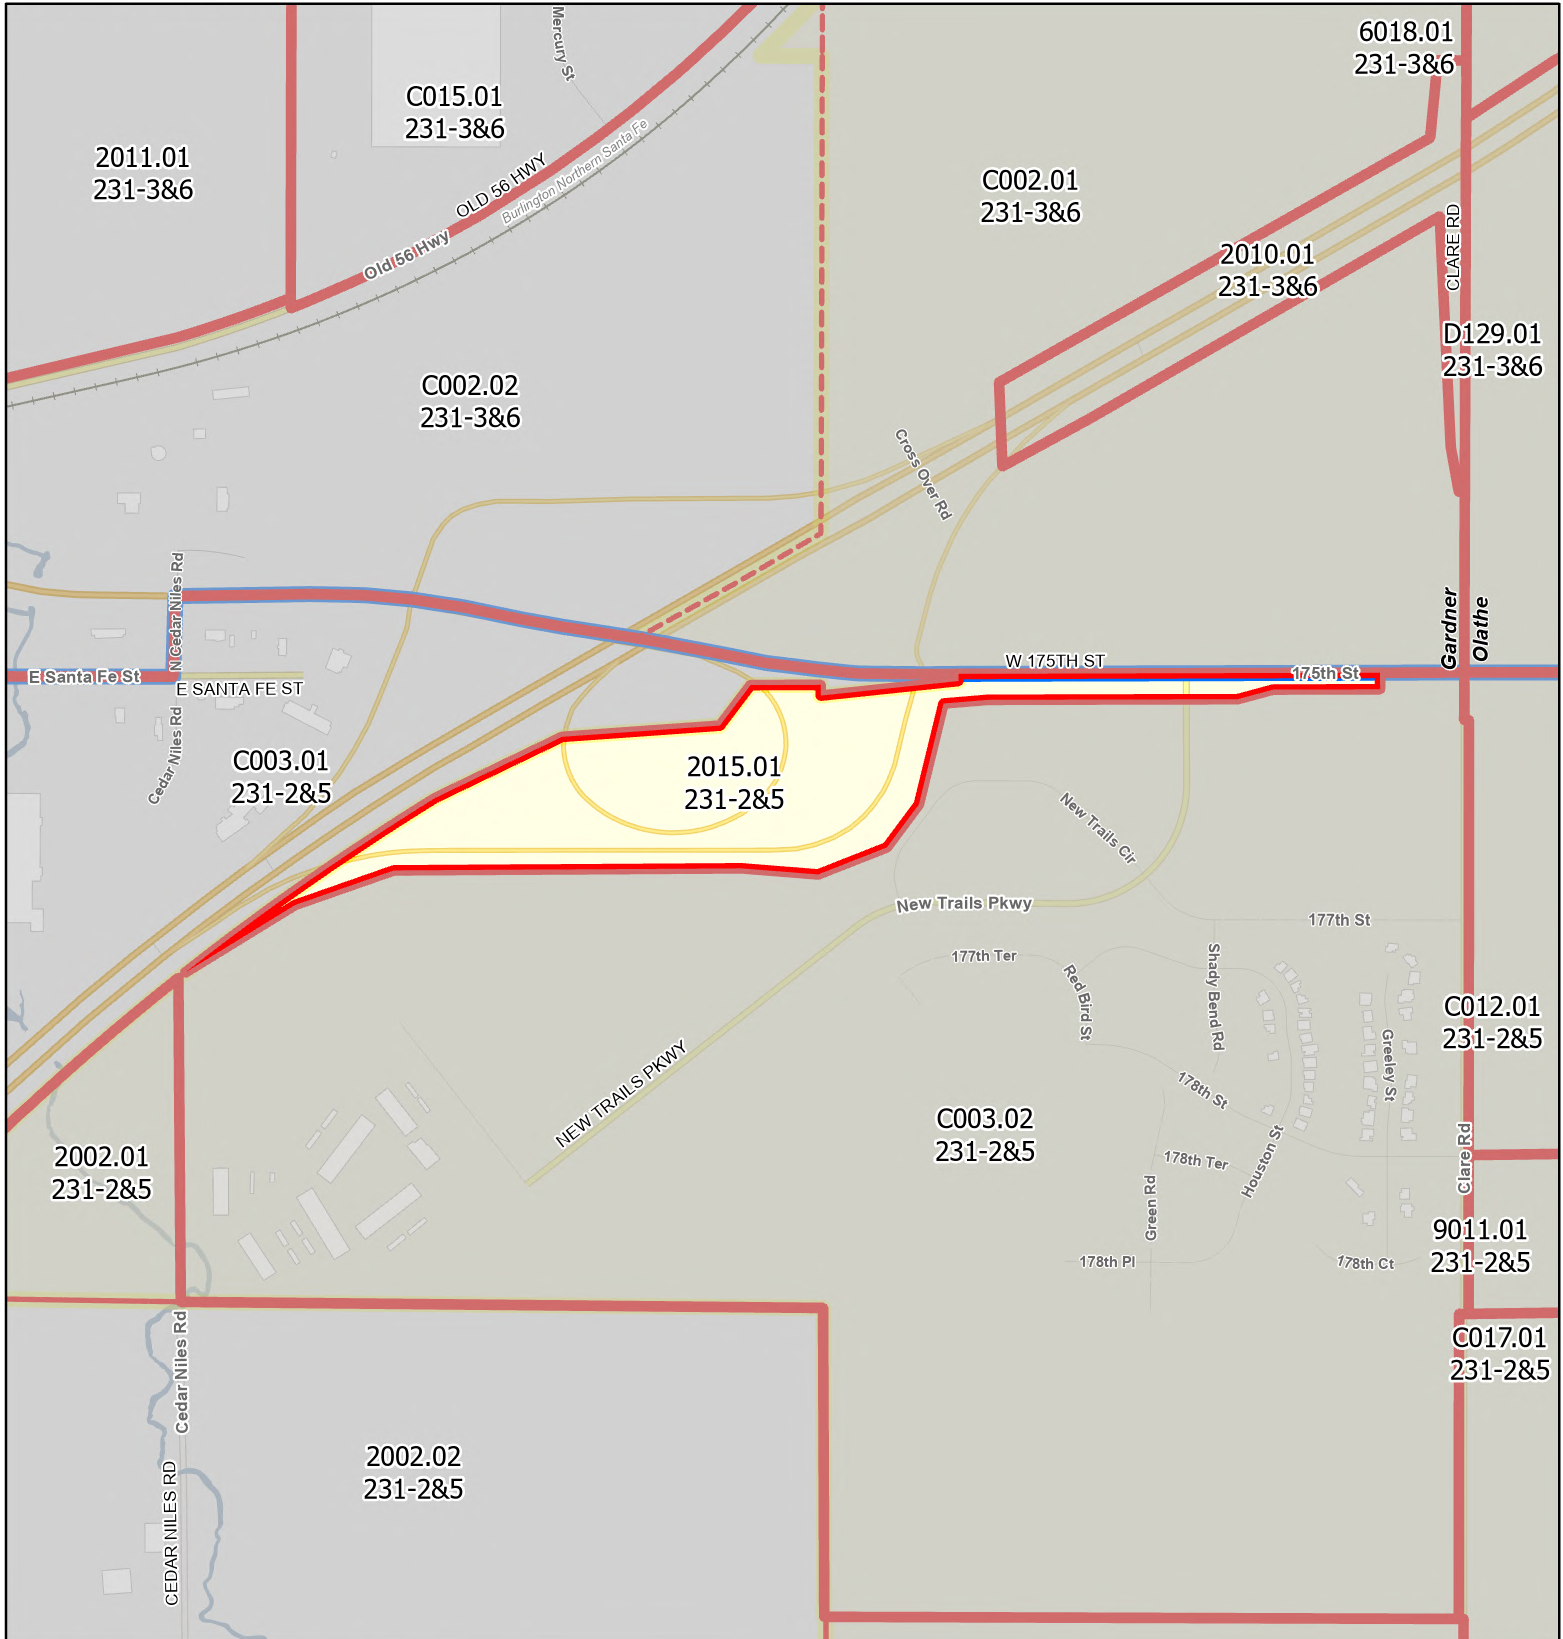 Mercury St
6018.01
231-3&6
C015.01
231-3&6
2011.01
231-3&6
OLD 56 HWY
Burlington Northern Santa Fe
Old 56 Hwy
C002.01
231-3&6
2010.01
231-3&6
CLARE RD
D129.01
231-3&6
C002.02
231-3&6
Cross Over Rd
N Cedar Niles Rd
Gardner
Olathe
E Santa Fe St
E SANTA FE ST
W 175TH ST
175th St
Cedar Niles Rd
C003.01
231-2&5
2015.01
231-2&5
New Trails Cir
New Trails Pkwy
177th St
177th Ter
Red Bird St
Shady Bend Rd
C012.01
231-2&5
Greeley St
NEW TRAILS PKWY
178th St
C003.02
231-2&5
2002.01
231-2&5
178th Ter
Houston St
Clare Rd
Green Rd
9011.01
231-2&5
178th Pl
178th Ct
Cedar Niles Rd
C017.01
231-2&5
2002.02
231-2&5
CEDAR NILES RD